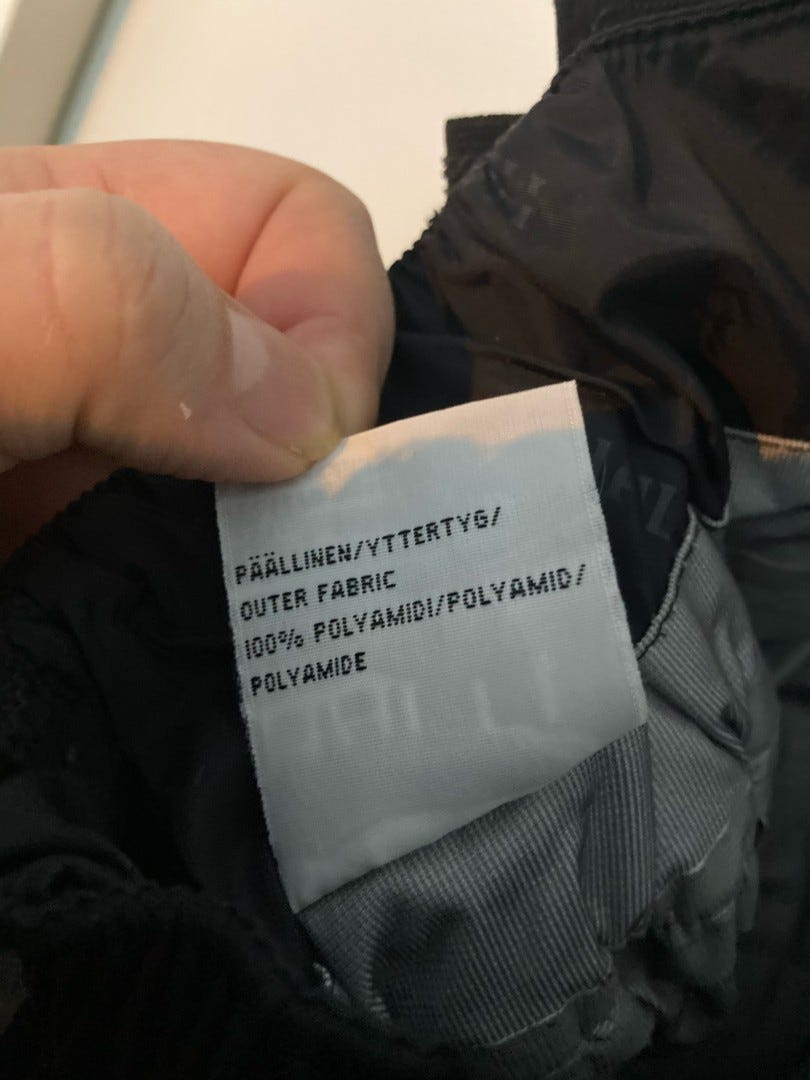 PÄÄLLINEN/YTTERTYG/
OUTER FABRIC
100% POLYAMIDI/POLYAMID/
POLYAMIDE